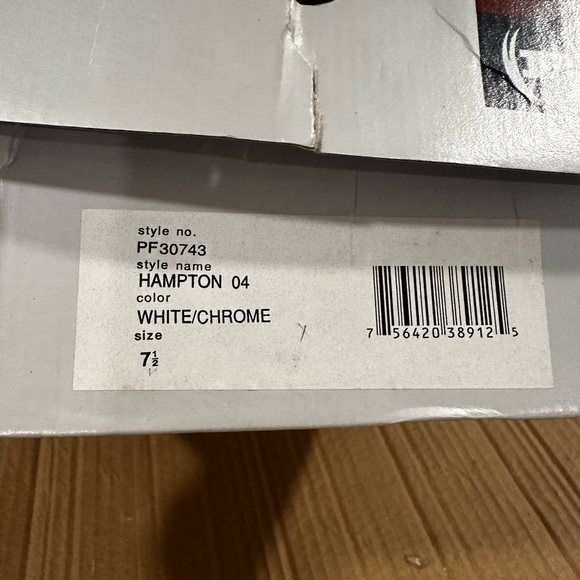 style no.
PF30743
style name
HAMPTON 04
color
WHITE/CHROME
size
7½
7 56420 38912 5